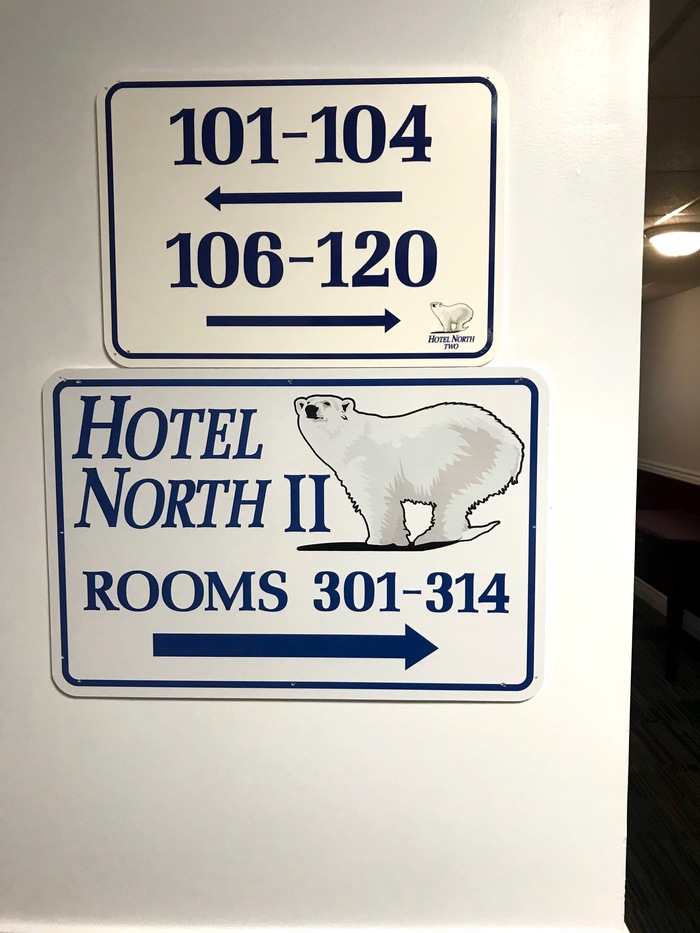 101-104
106-120
HOTEL NORTH
TWO
HOTEL
NORTH II
ROOMS 301-314